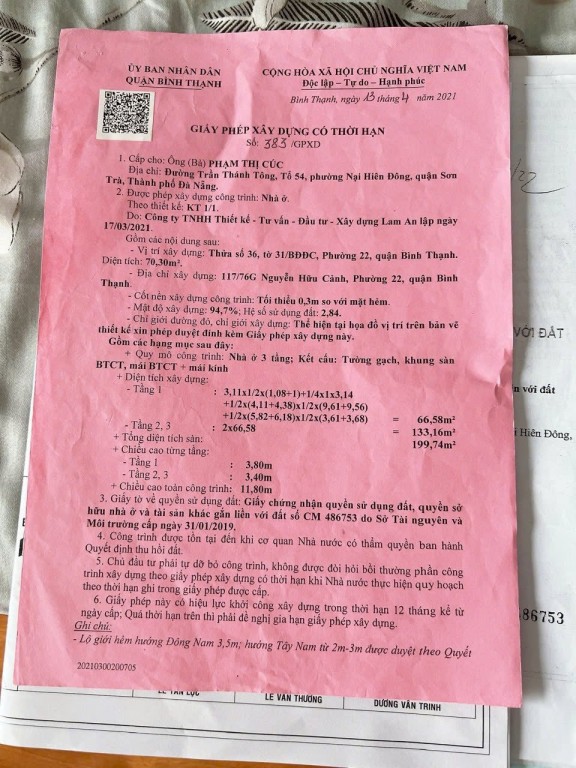 ỦY BAN NHÂN DÂN
QUẬN BÌNH THẠNH
CỘNG HÒA XÃ HỘI CHỦ NGHĨA VIỆT NAM
Độc lập – Tự do – Hạnh phúc
Bình Thạnh, ngày 13 tháng 4 năm 2021
GIẤY PHÉP XÂY DỰNG CÓ THỜI HẠN
Số: 383 /GPXD
1. Cấp cho: Ông (Bà) PHẠM THỊ CÚC
Địa chỉ: Đường Trần Thánh Tông, Tổ 54, phường Nại Hiên Đông, quận Sơn
Trà, Thành phố Đà Nẵng.
2. Được phép xây dựng công trình: Nhà ở.
Theo thiết kế: KT 1/1.
Do: Công ty TNHH Thiết kế - Tư vấn - Đầu tư - Xây dựng Lam An lập ngày
17/03/2021.
Gồm các nội dung sau:
- Vị trí xây dựng: Thửa số 36, tờ 31/BĐĐC, Phường 22, quận Bình Thạnh.
Diện tích: 70,30m².
- Địa chỉ xây dựng: 117/76G Nguyễn Hữu Cảnh, Phường 22, quận Bình
Thạnh.
- Cốt nền xây dựng công trình: Tối thiểu 0,3m so với mặt hẻm.
- Mật độ xây dựng: 94,7%; Hệ số sử dụng đất: 2,84.
- Chỉ giới đường đỏ, chỉ giới xây dựng: Thể hiện tại họa đồ vị trí trên bản vẽ
thiết kế xin phép duyệt đính kèm Giấy phép xây dựng này.
Gồm các hạng mục sau đây:
+ Quy mô công trình: Nhà ở 3 tầng; Kết cấu: Tường gạch, khung sàn
BTCT, mái BTCT + mái kính
+ Diện tích xây dựng:
- Tầng 1 : 3,11x1/2x(1,08+1)+1/4x1x3,14
+1/2x(4,11+4,38)x1/2x(9,61+9,56)
+1/2x(5,82+6,18)x1/2x(3,61+3,68) = 66,58m²
- Tầng 2, 3 : 2x66,58 = 133,16m²
+ Tổng diện tích sàn: 199,74m²
+ Chiều cao từng tầng:
- Tầng 1 : 3,80m
- Tầng 2, 3 : 3,40m
+ Chiều cao toàn công trình: 11,80m
3. Giấy tờ về quyền sử dụng đất: Giấy chứng nhận quyền sử dụng đất, quyền sở
hữu nhà ở và tài sản khác gắn liền với đất số CM 486753 do Sở Tài nguyên và
Môi trường cấp ngày 31/01/2019.
4. Công trình được tồn tại đến khi cơ quan Nhà nước có thẩm quyền ban hành
Quyết định thu hồi đất.
5. Chủ đầu tư phải tự dỡ bỏ công trình, không được đòi hỏi bồi thường phần công
trình xây dựng theo giấy phép xây dựng có thời hạn khi Nhà nước thực hiện quy hoạch
theo thời hạn ghi trong giấy phép được cấp.
6. Giấy phép này có hiệu lực khởi công xây dựng trong thời hạn 12 tháng kể từ
ngày cấp; Quá thời hạn trên thì phải đề nghị gia hạn giấy phép xây dựng.
Ghi chú:
- Lộ giới hẻm hướng Đông Nam 3,5m; hướng Tây Nam từ 2m-3m được duyệt theo Quyết
20210300200705
LÊ TẤN LỘC
LÊ VĂN THƯƠNG
DƯƠNG VĂN TRINH
VỚI ĐẤT
n với đất
i Hiên Đông,
486753